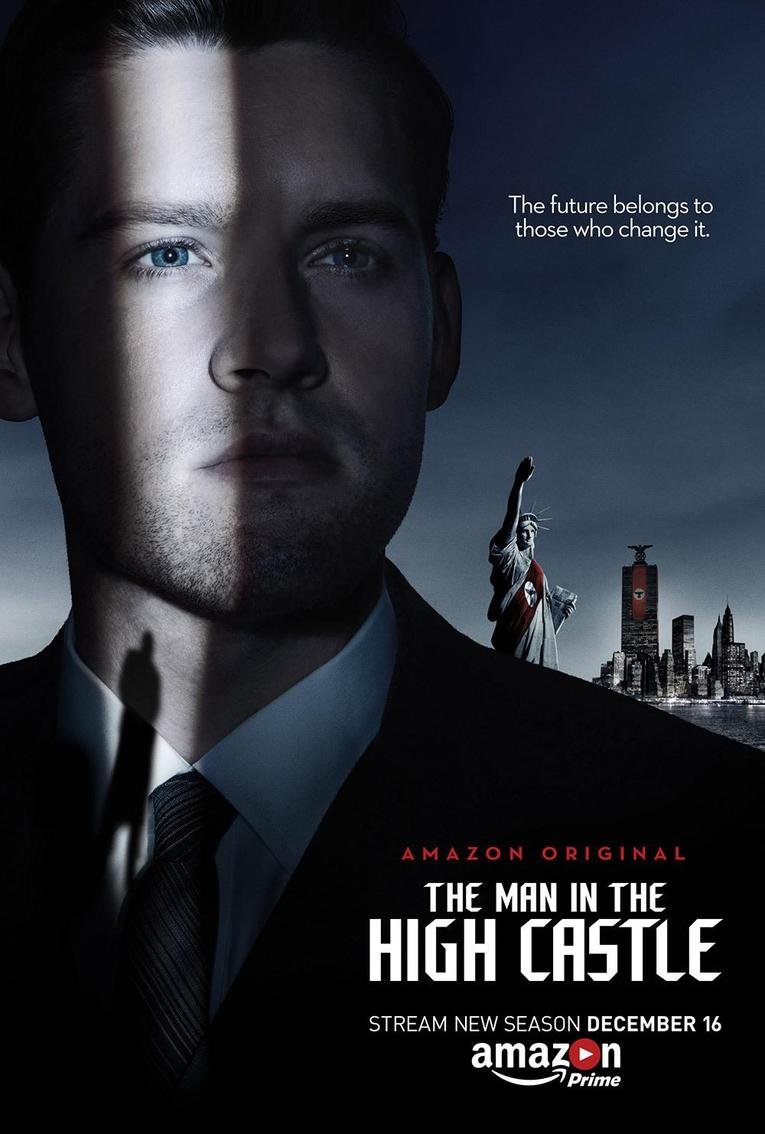 The future belongs to
those who change it.
AMAZON ORIGINAL
THE MAN IN THE
HIGH CASTLE
STREAM NEW SEASON DECEMBER 16
amazon
Prime